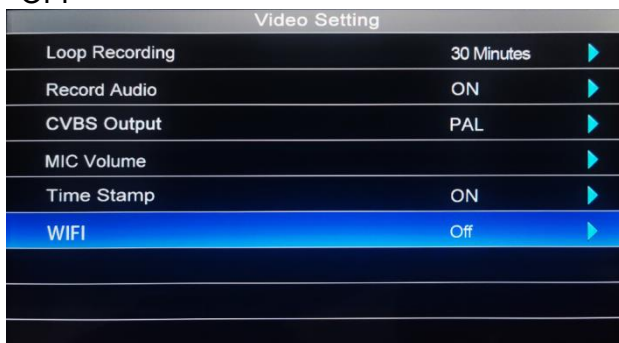 Video Setting
Loop Recording 30 Minutes
Record Audio ON
CVBS Output PAL
MIC Volume
Time Stamp ON
WIFI Off